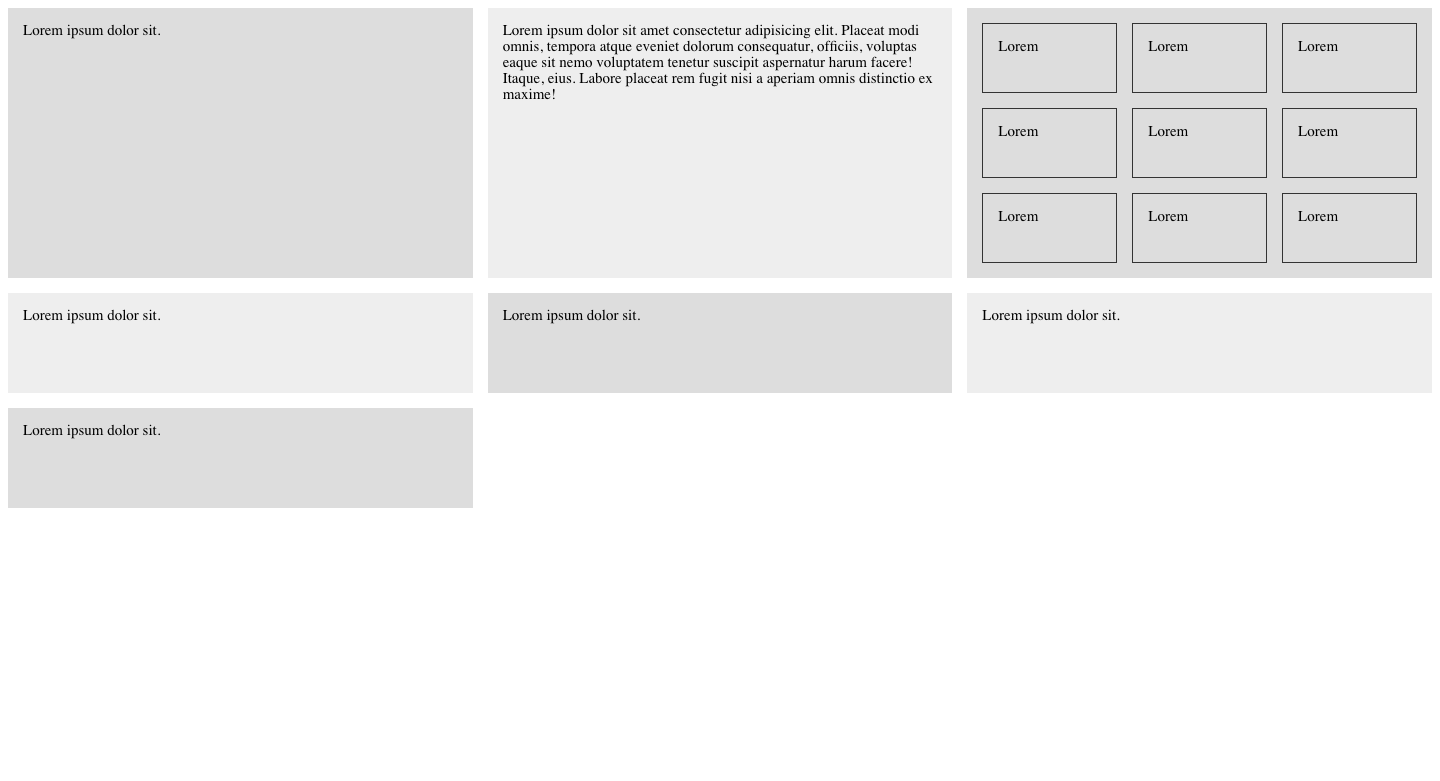 Lorem ipsum dolor sit.
Lorem ipsum dolor sit amet consectetur adipisicing elit. Placeat modi
omnis, tempora atque eveniet dolorum consequatur, officiis, voluptas
eaque sit nemo voluptatem tenetur suscipit aspernatur harum facere!
Itaque, eius. Labore placeat rem fugit nisi a aperiam omnis distinctio ex
maxime!
Lorem
Lorem
Lorem
Lorem
Lorem
Lorem
Lorem
Lorem
Lorem
Lorem ipsum dolor sit.
Lorem ipsum dolor sit.
Lorem ipsum dolor sit.
Lorem ipsum dolor sit.